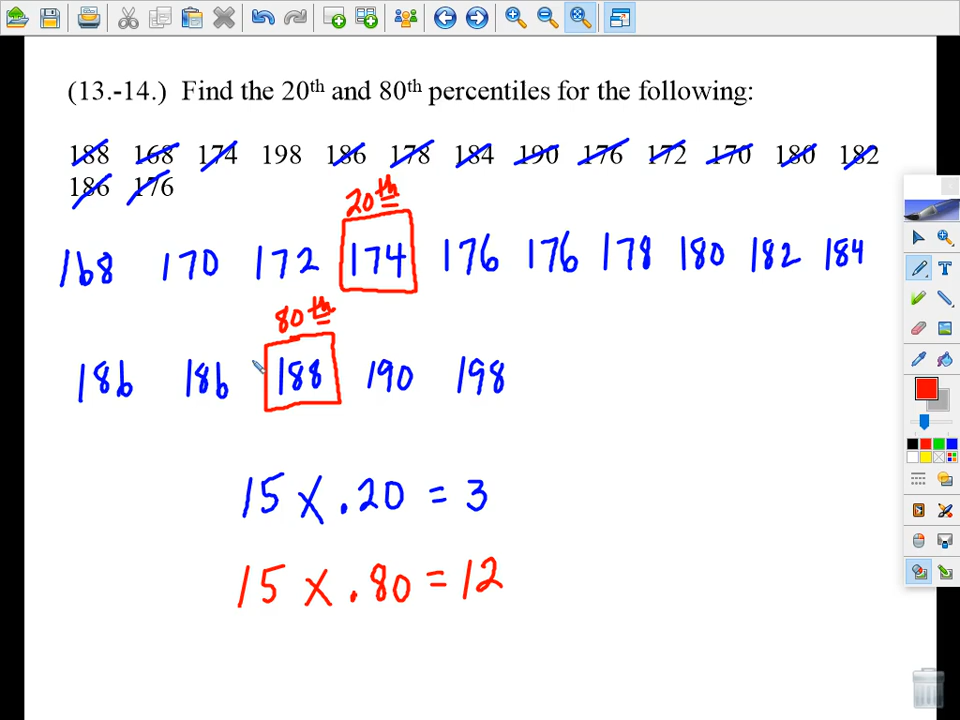 (13.-14.) Find the 20th and 80th percentiles for the following:
188 168 174 198 186 178 184 190 176 172 170 180 182
186 176
20th
168 170 172 174 176 176 178 180 182 184
80th
186 186 188 190 198
15 X .20 = 3
15 X .80 = 12